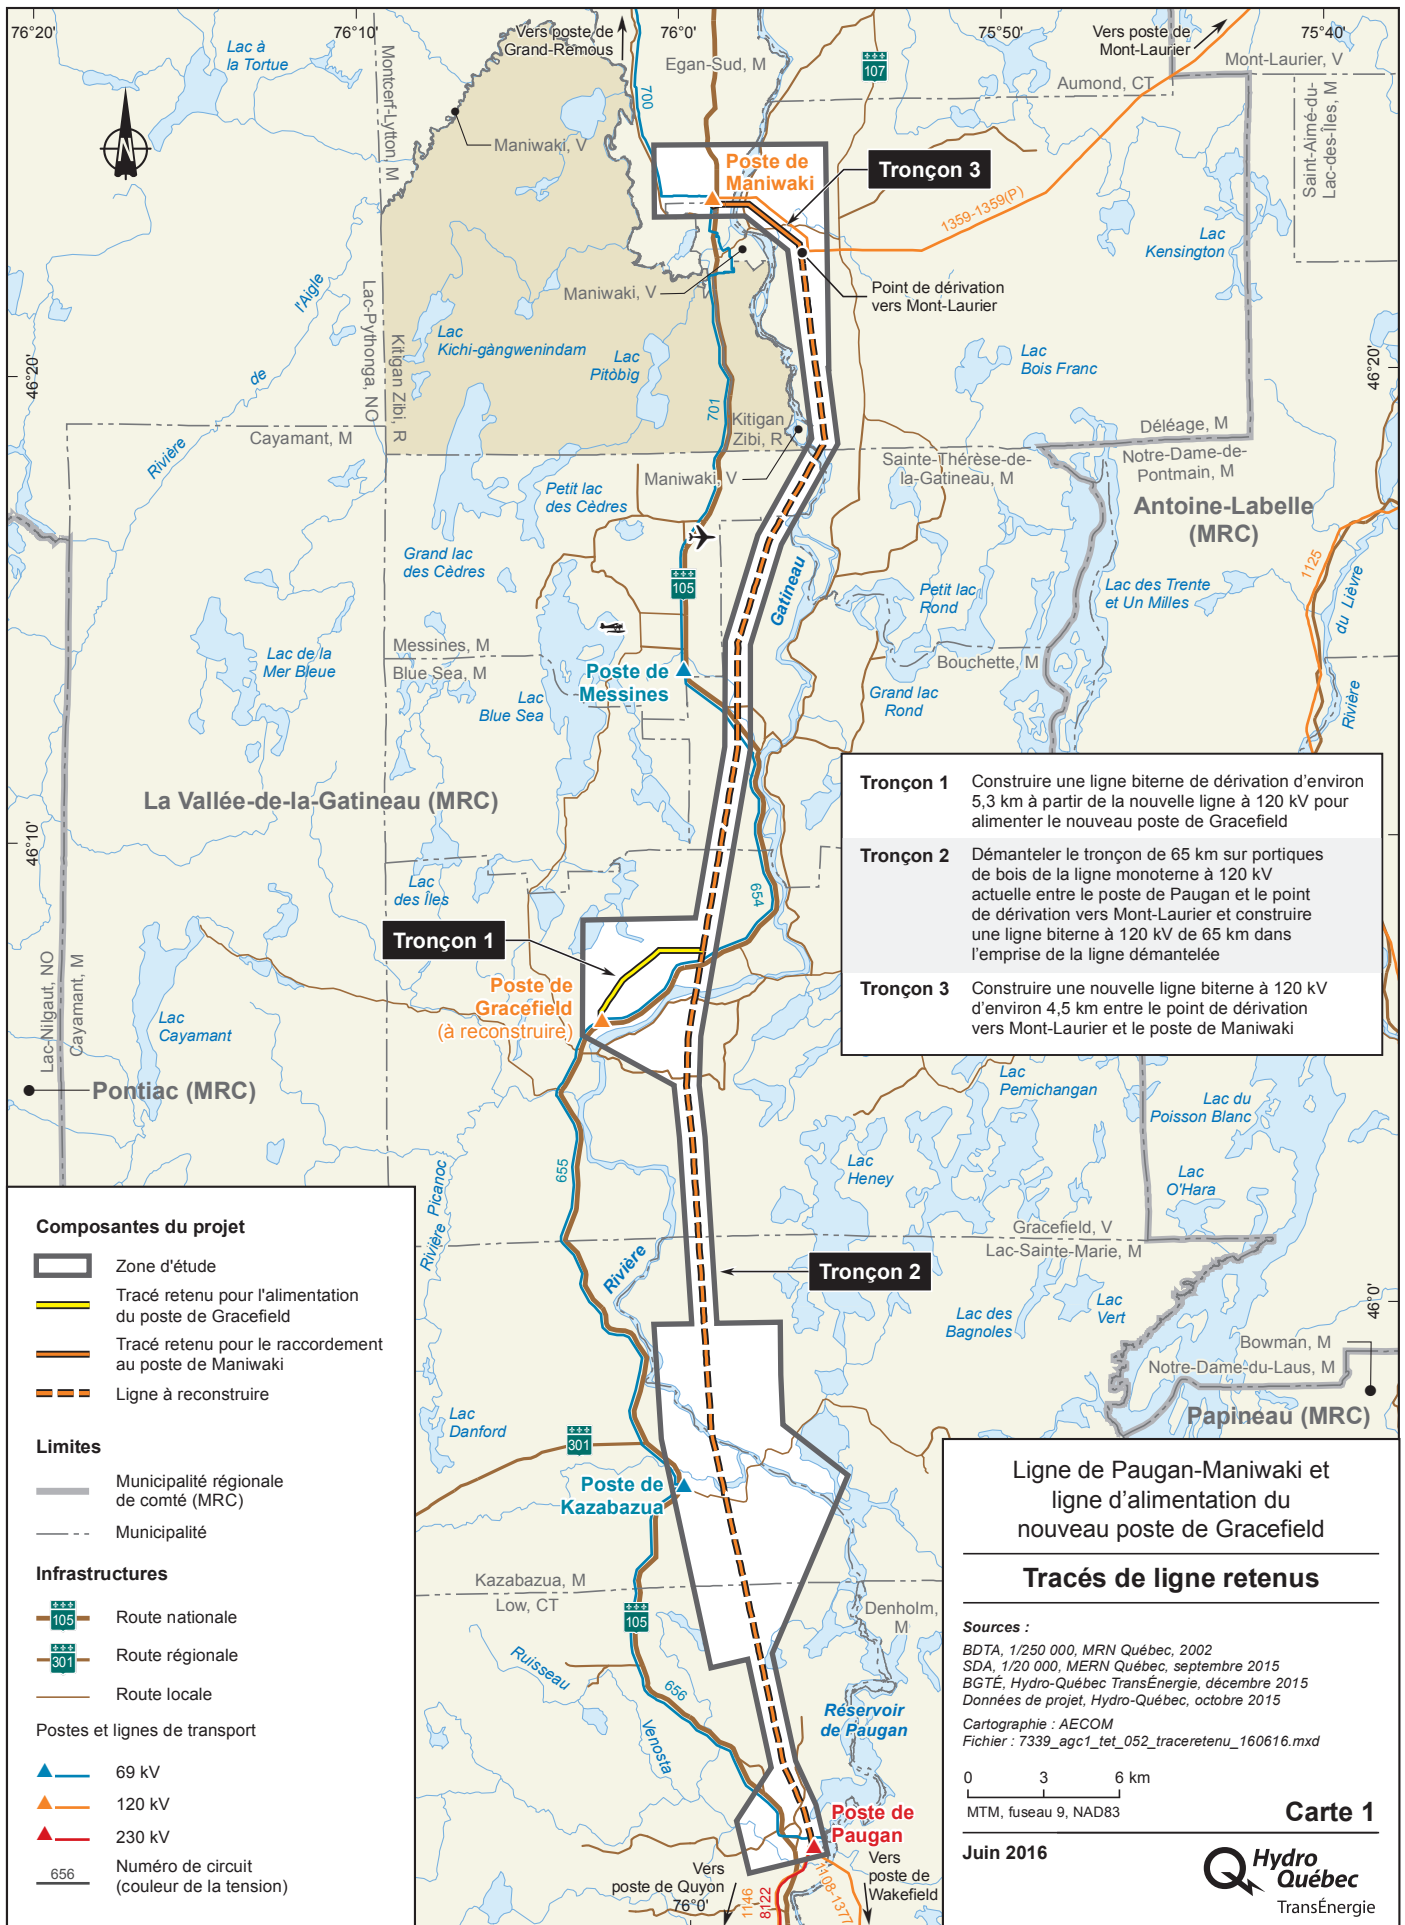 76°20'
76°10'
76°0'
75°50'
75°40'
Vers poste de
Grand-Remous
Vers poste de
Mont-Laurier
Lac à
la Tortue
Montcerf-Lytton, M
Egan-Sud, M
107
Aumond, CT
Mont-Laurier, V
Saint-Aimé-du-
Lac-des-Îles, M
700
N
Maniwaki, V
Poste de
Maniwaki
Tronçon 3
1359-1359(P)
Lac
Kensington
Point de dérivation
vers Mont-Laurier
Maniwaki, V
l'Aigle
de
Rivière
Lac-Pythonga, NO
Kitigan Zibi, R
Lac
Kichi-gàngwenindam
Lac
Pitòbìg
Lac
Bois Franc
46°20'
46°20'
701
Kitigan
Zibi, R
Cayamant, M
Déléage, M
Notre-Dame-de-
Pontmain, M
Sainte-Thérèse-de-
la-Gatineau, M
Maniwaki, V
Petit lac
des Cèdres
Antoine-Labelle
(MRC)
Grand lac
des Cèdres
105
Gatineau
Petit lac
Rond
Lac des Trente
et Un Milles
1125
du Lièvre
Rivière
Messines, M
Blue Sea, M
Lac de la
Mer Bleue
Poste de
Messines
Bouchette, M
Lac
Blue Sea
Grand lac
Rond
La Vallée-de-la-Gatineau (MRC)
46°10'
Tronçon 1 Construire une ligne biterne de dérivation d'environ
5,3 km à partir de la nouvelle ligne à 120 kV pour
alimenter le nouveau poste de Gracefield
Tronçon 2 Démanteler le tronçon de 65 km sur portiques
de bois de la ligne monoterne à 120 kV
actuelle entre le poste de Paugan et le point
de dérivation vers Mont-Laurier et construire
une ligne biterne à 120 kV de 65 km dans
l'emprise de la ligne démantelée
Tronçon 3 Construire une nouvelle ligne biterne à 120 kV
d'environ 4,5 km entre le point de dérivation
vers Mont-Laurier et le poste de Maniwaki
Lac
des Îles
654
Tronçon 1
Poste de
Gracefield
(à reconstruire)
Lac-Nilgaut, NO
Cayamant, M
Lac
Cayamant
Pontiac (MRC)
Lac
Pemichangan
Lac du
Poisson Blanc
655
Rivière Picanoc
Lac
Heney
Lac
O'Hara
Gracefield, V
Lac-Sainte-Marie, M
Rivière
Tronçon 2
Lac des
Bagnoles
Lac
Vert
46°0'
Bowman, M
Notre-Dame-du-Laus, M
Papineau (MRC)
Lac
Danford
301
Poste de
Kazabazua
Kazabazua, M
Low, CT
105
Denholm,
M
Ruisseau
Venosta
656
Réservoir
de Paugan
Poste de
Paugan
Vers
poste de Quyon
76°0'
1146
8122
1108-1377
Vers
poste de
Wakefield
Composantes du projet
Zone d'étude
Tracé retenu pour l'alimentation
du poste de Gracefield
Tracé retenu pour le raccordement
au poste de Maniwaki
Ligne à reconstruire
Limites
Municipalité régionale
de comté (MRC)
Municipalité
Infrastructures
105 Route nationale
301 Route régionale
Route locale
Postes et lignes de transport
69 kV
120 kV
230 kV
656 Numéro de circuit
(couleur de la tension)
Ligne de Paugan-Maniwaki et
ligne d'alimentation du
nouveau poste de Gracefield
Tracés de ligne retenus
Sources :
BDTA, 1/250 000, MRN Québec, 2002
SDA, 1/20 000, MERN Québec, septembre 2015
BGTÉ, Hydro-Québec TransÉnergie, décembre 2015
Données de projet, Hydro-Québec, octobre 2015
Cartographie : AECOM
Fichier : 7339_agc1_tet_052_traceretenu_160616.mxd
0 3 6 km
MTM, fuseau 9, NAD83
Carte 1
Juin 2016
Hydro
Québec
TransÉnergie